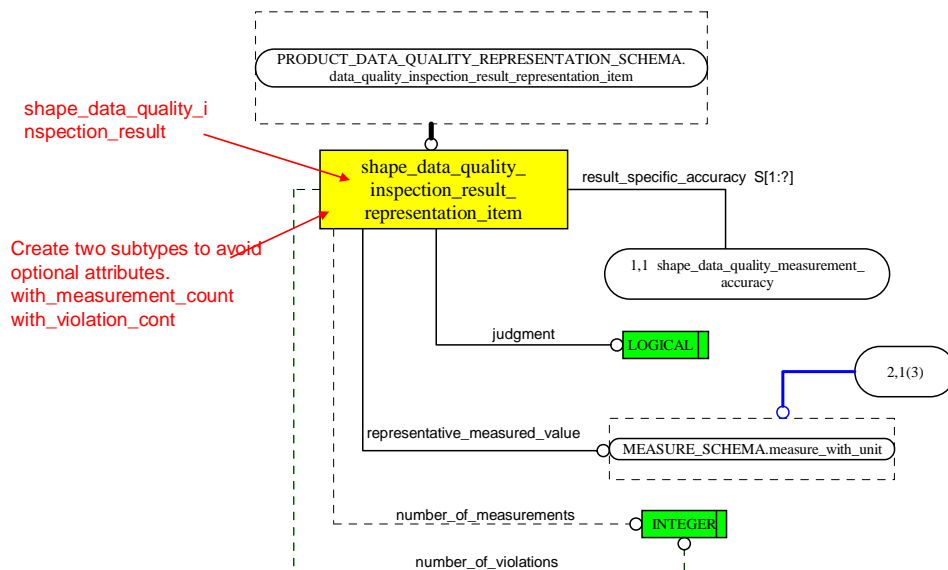 PRODUCT_DATA_QUALITY_REPRESENTATION_SCHEMA.
data_quality_inspection_result_representation_item
shape_data_quality_i
nspection_result
shape_data_quality_
inspection_result_
representation_item
result_specific_accuracy S[1:?]
Create two subtypes to avoid
optional attributes.
with_measurement_count
with_violation_cont
1,1 shape_data_quality_measurement_
accuracy
judgment
LOGICAL
2,1(3)
representative_measured_value
MEASURE_SCHEMA.measure_with_unit
number_of_measurements
INTEGER
number_of_violations